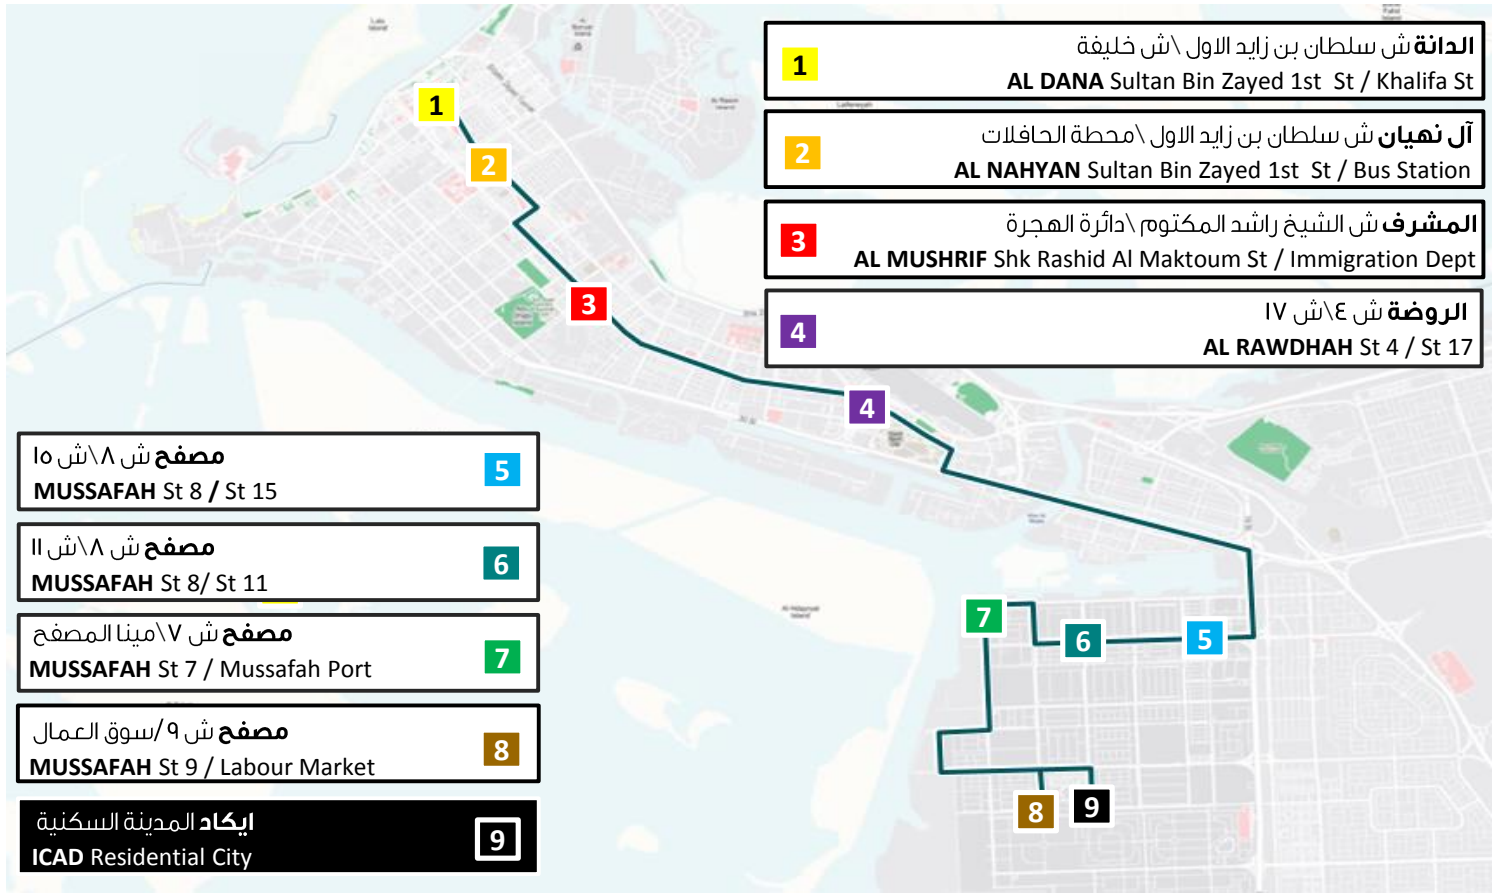 الدانة ش سلطان بن زايد الاول \ش خليفة
1
AL DANA Sultan Bin Zayed 1st St / Khalifa St
آل نهيان ش سلطان بن زايد الاول \محطة الحافلات
2
AL NAHYAN Sultan Bin Zayed 1st St / Bus Station
المشرف ش الشيخ راشد المكتوم \دائرة الهجرة
3
AL MUSHRIF Shk Rashid Al Maktoum St / Immigration Dept
الروضة ش ٤\ش ١٧
4
AL RAWDHAH St 4 / St 17
1
2
3
4
5
6
7
8
9
مصفح ش ٨\ش ١٥
5
MUSSAFAH St 8 / St 15
مصفح ش ٨\ش ١١
6
MUSSAFAH St 8/ St 11
مصفح ش ٧\مينا المصفح
7
MUSSAFAH St 7 / Mussafah Port
مصفح ش ٩/سوق العمال
8
MUSSAFAH St 9 / Labour Market
ايكاد المدينة السكنية
9
ICAD Residential City